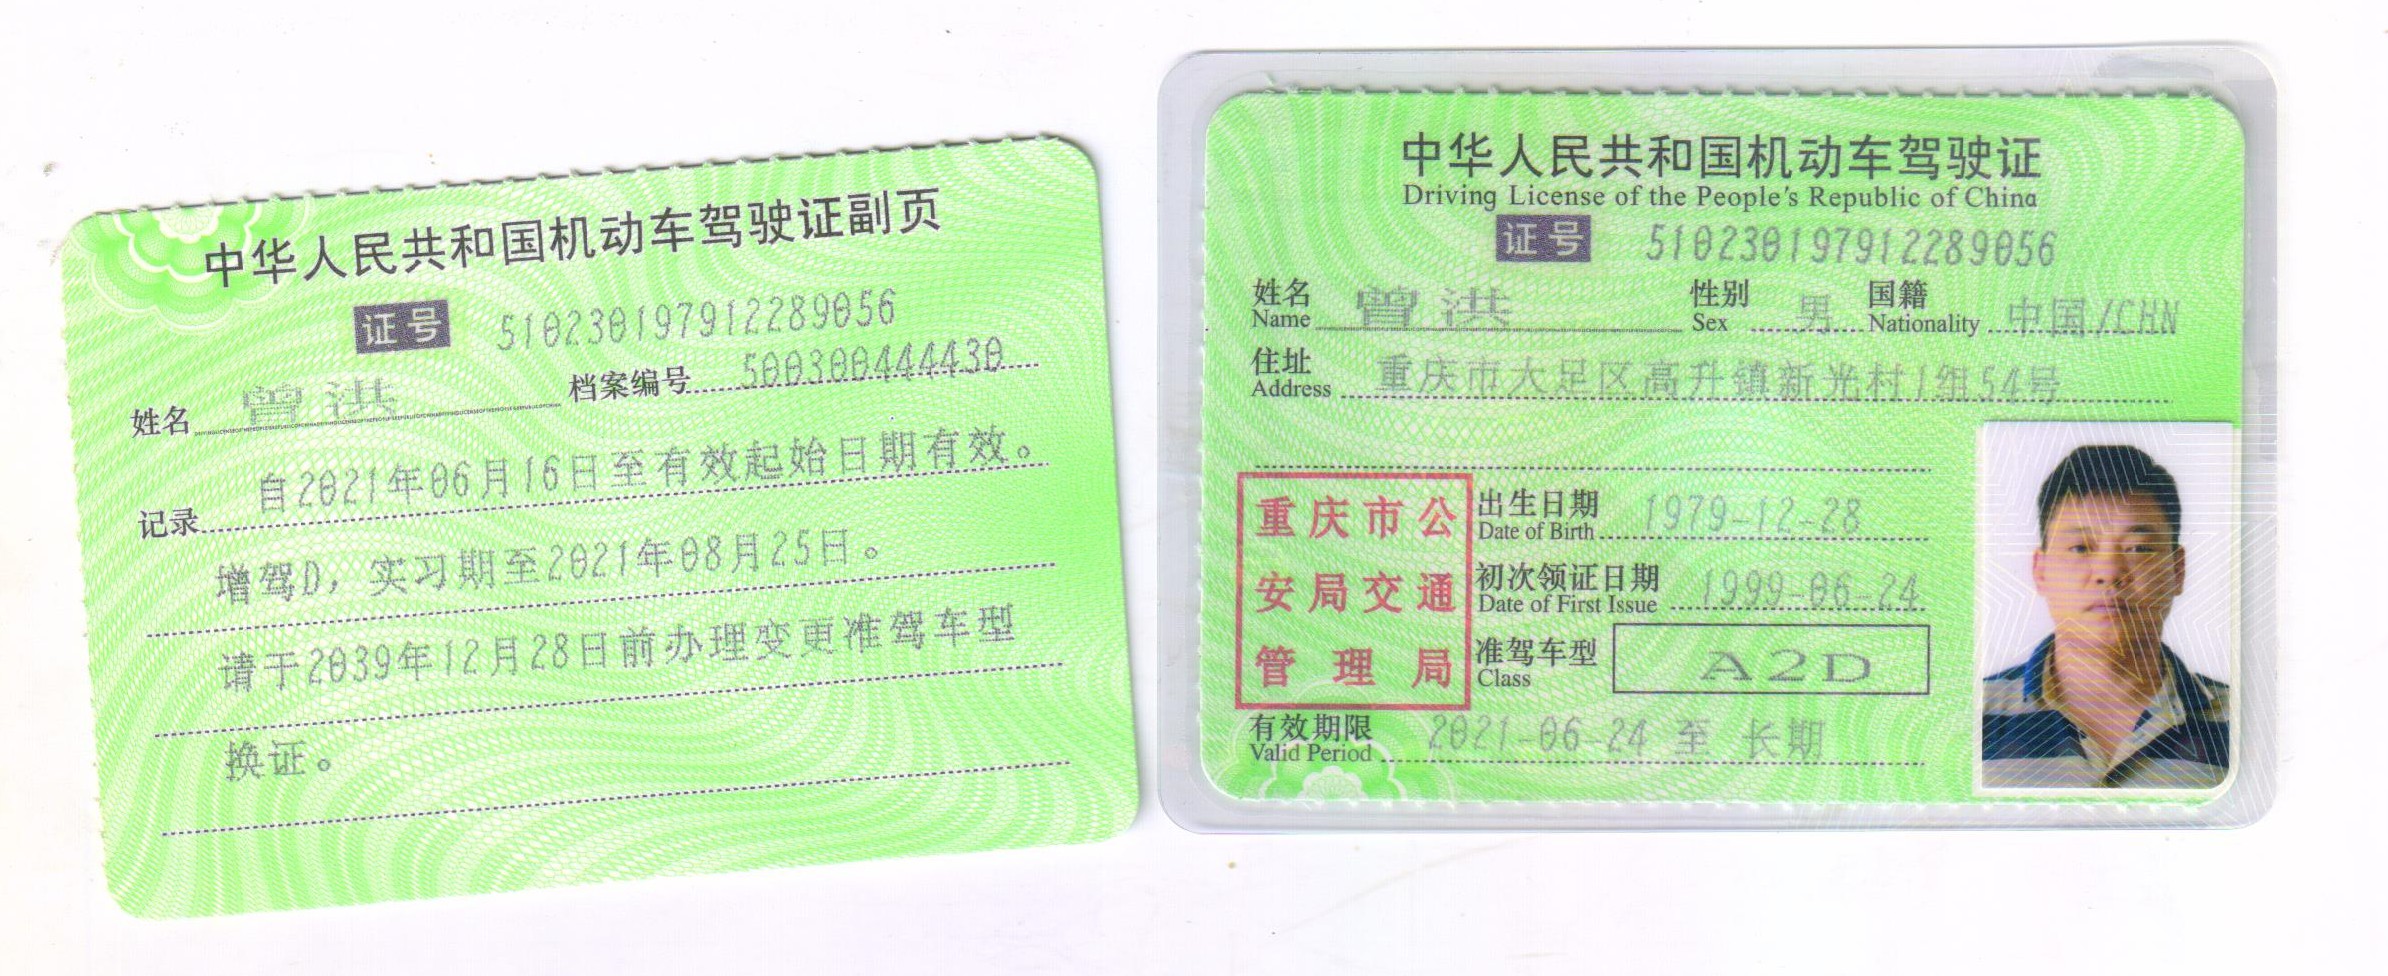 中华人民共和国机动车驾驶证副页
证号 510230197912289056
姓名 曾洪 档案编号 500300444430
记录 自2021年06月16日至有效起始日期有效。
增驾D，实习期至2021年08月25日。
请于2039年12月28日前办理变更准驾车型
换证。
中华人民共和国机动车驾驶证
Driving License of the People's Republic of China
证号 510230197912289056
姓名 曾洪 性别 男 国籍 中国/CHN
Name Sex Nationality
住址 重庆市大足区高升镇新光村1组54号
Address
重庆市公
安局交通
管理局
出生日期 1979-12-28
Date of Birth
初次领证日期 1999-06-24
Date of First Issue
准驾车型 A2D
Class
有效期限 2021-06-24 至 长期
Valid Period